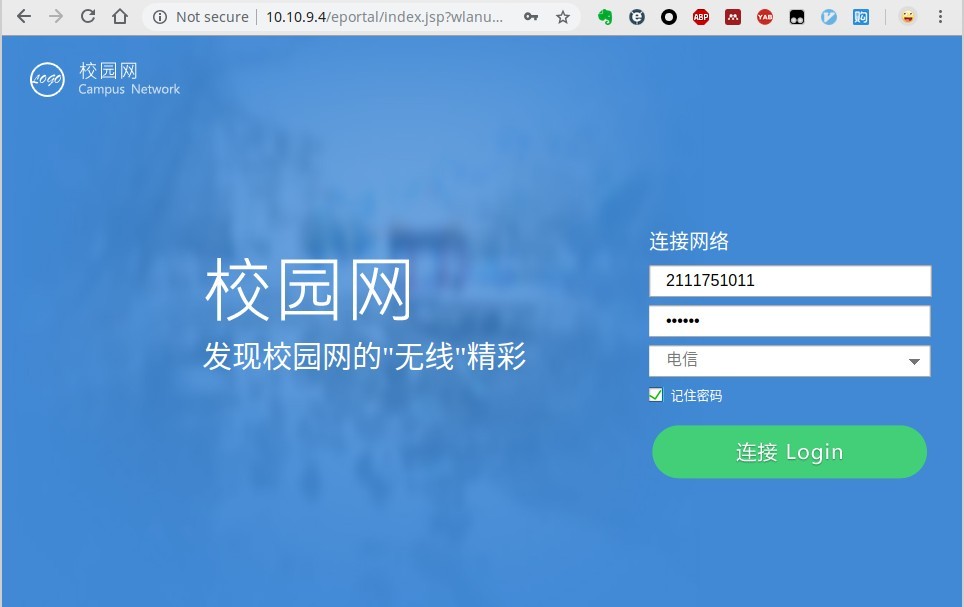 Not secure
10.10.9.4/eportal/index.jsp?wlanu...
ABP
YAB
购
LOGO
校园网
Campus Network
校园网
发现校园网的"无线"精彩
连接网络
2111751011
••••••
电信
记住密码
连接 Login